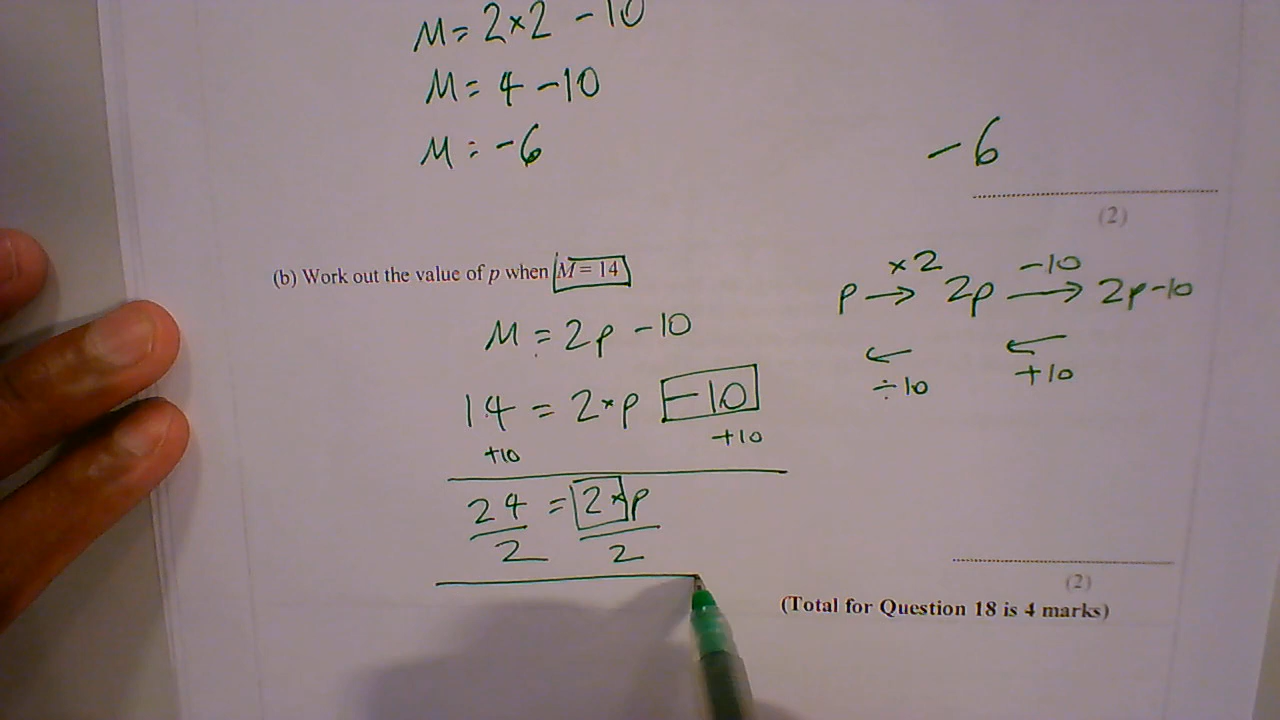 M = 2×2 -10
M = 4 -10
M = -6
-6
(2)
(b) Work out the value of p when M = 14
M = 2p -10
14 = 2×p -10
+10 +10
24 = 2×p
2 2
×2 -10
p → 2p → 2p-10
← ←
÷10 +10
(2)
(Total for Question 18 is 4 marks)